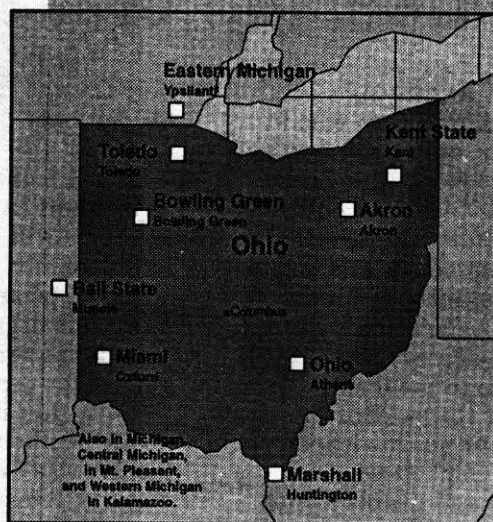 Eastern Michigan
Ypsilanti
Kent State
Kent
Toledo
Toledo
Bowling Green
Bowling Green
Akron
Akron
Ohio
Ball State
Muncie
Columbus
Miami
Oxford
Ohio
Athens
Also in Michigan,
Central Michigan,
in Mt. Pleasant,
and Western Michigan
in Kalamazoo.
Marshall
Huntington